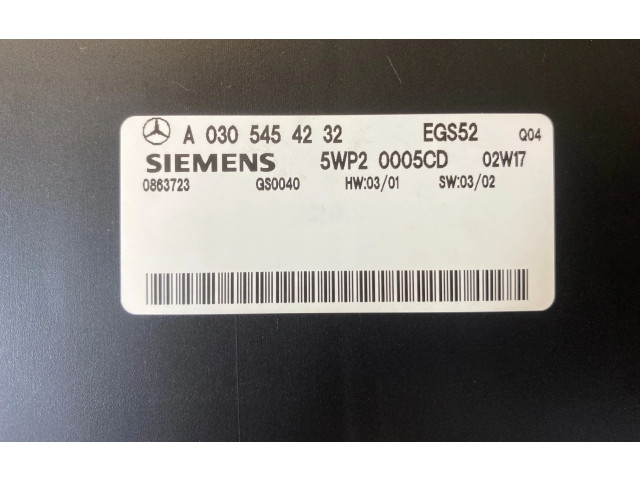 A 030 545 42 32 EGS52 Q04
SIEMENS 5WP2 0005CD 02W17
0863723 GS0040 HW:03/01 SW:03/02